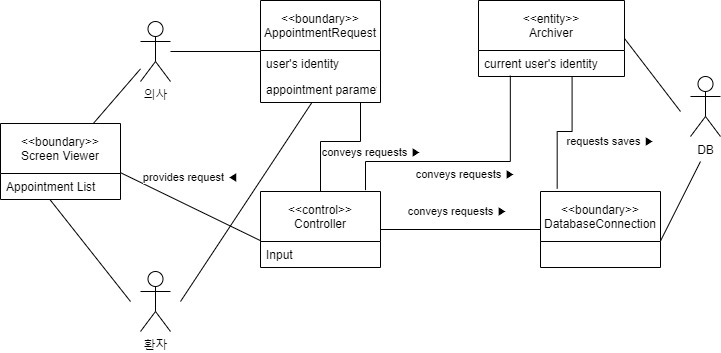 <<boundary>>
AppointmentRequest
user's identity
appointment parame
<<entity>>
Archiver
current user's identity
의사
<<boundary>>
Screen Viewer
Appointment List
conveys requests ▶
requests saves ▶
DB
provides request ◀
conveys requests ▶
<<control>>
Controller
Input
conveys requests ▶
<<boundary>>
DatabaseConnection
환자